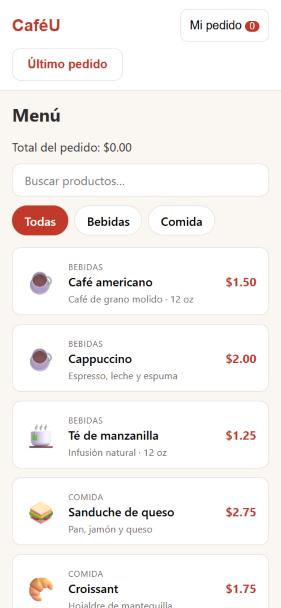 CaféU
Mi pedido 0
Último pedido
Menú
Total del pedido: $0.00
Buscar productos...
Todas
Bebidas
Comida
BEBIDAS
Café americano
$1.50
Café de grano molido · 12 oz
BEBIDAS
Cappuccino
$2.00
Espresso, leche y espuma
BEBIDAS
Té de manzanilla
$1.25
Infusión natural · 12 oz
COMIDA
Sanduche de queso
$2.75
Pan, jamón y queso
COMIDA
Croissant
$1.75
Hojaldre de mantequilla